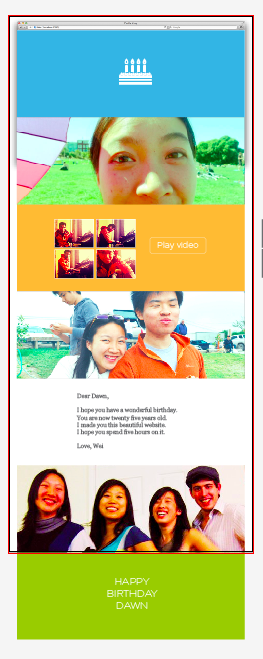 Play video
Dear Dawn,
I hope you have a wonderful birthday.
You are now twenty five years old.
I made you this beautiful website.
I hope you spend five hours on it.
Love, Wai
HAPPY
BIRTHDAY
DAWN